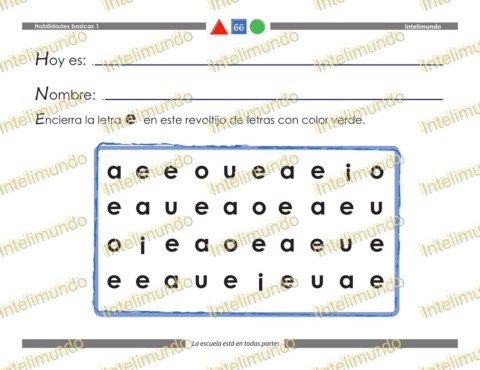 Habilidades basicas 1 66 Intelimundo
Hoy es:
Nombre:
Encierra la letra e en este revoltijo de letras con color verde.
a e e o u e a e i o
e a u e a o e a e u
o i e a o e a e u e
e e a u e i e u a e
La escuela está en todas partes
Intelimundo